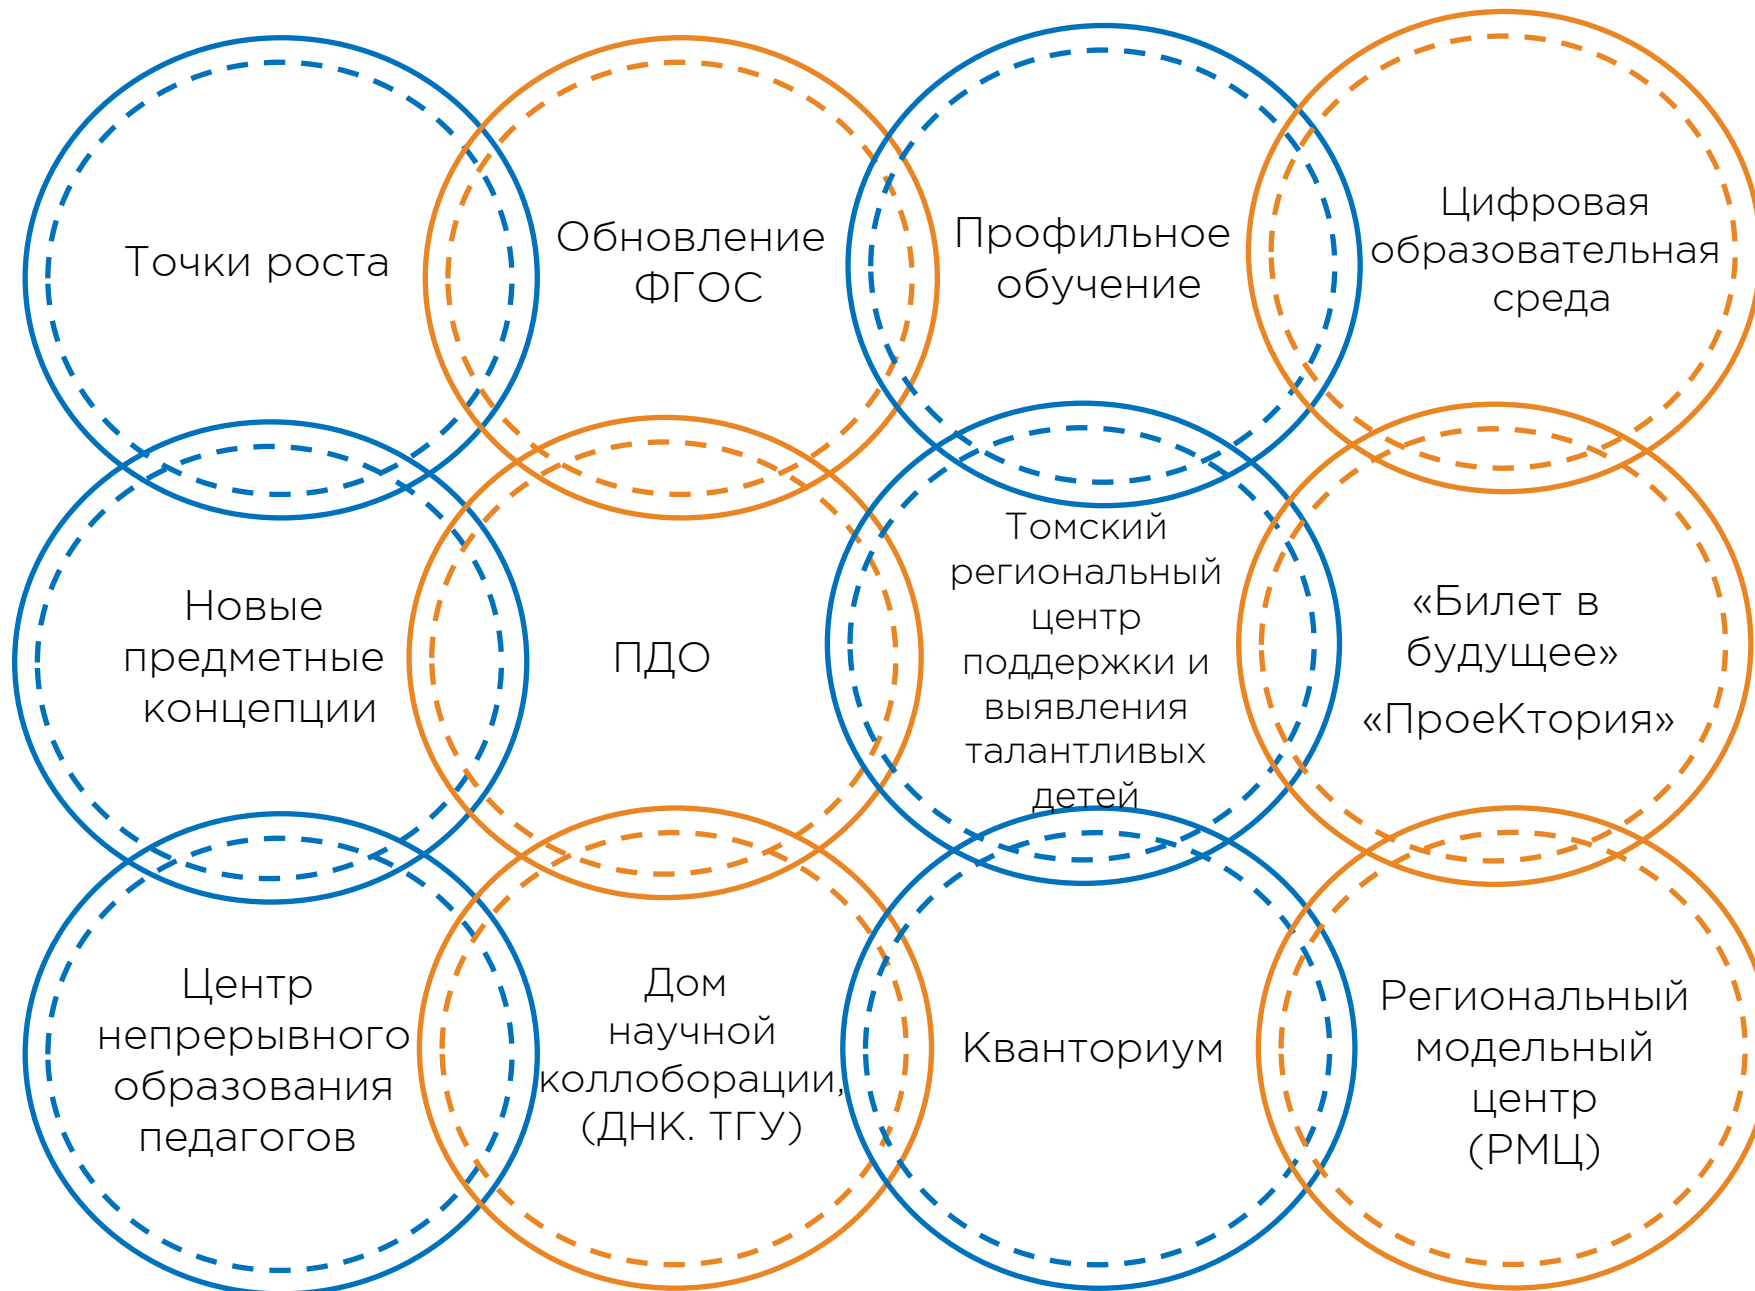 Точки роста
Обновление
ФГОС
Профильное
обучение
Цифровая
образовательная
среда
Новые
предметные
концепции
ПДО
Томский
региональный
центр
поддержки и
выявления
талантливых
детей
«Билет в
будущее»
«ПроеКтория»
Центр
непрерывного
образования
педагогов
Дом
научной
коллоборации,
(ДНК. ТГУ)
Кванториум
Региональный
модельный
центр
(РМЦ)